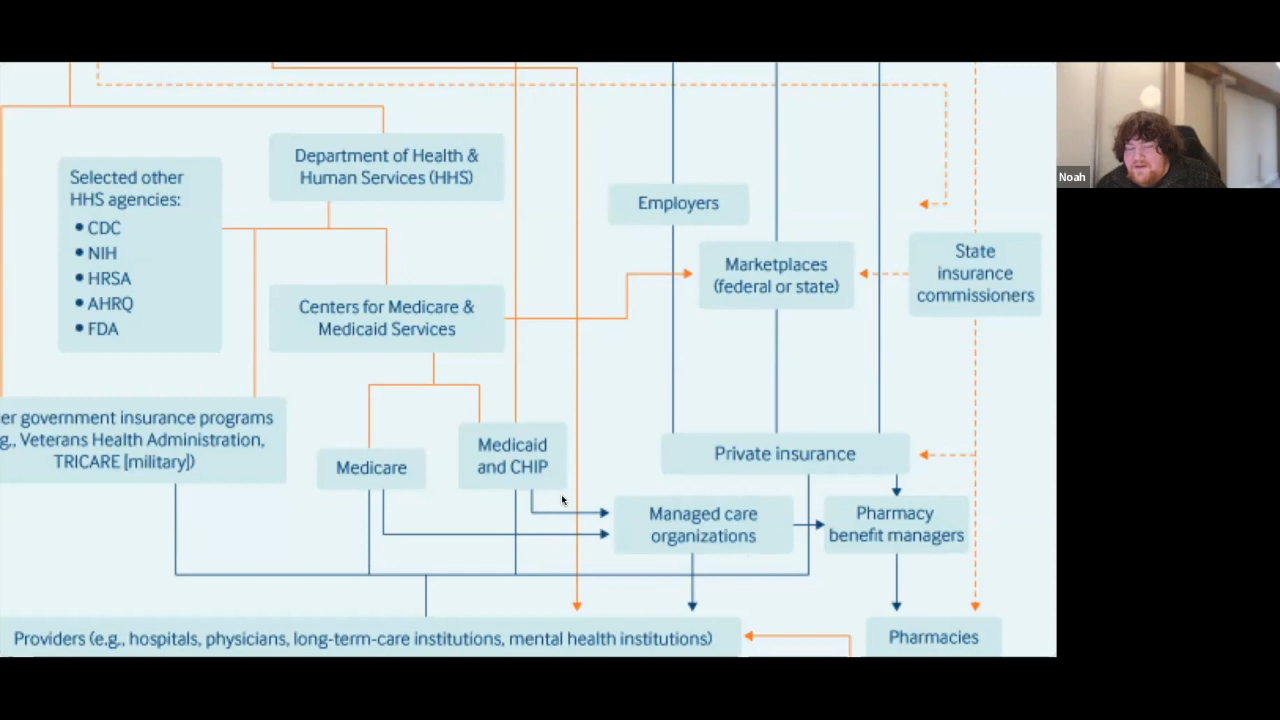 Department of Health &
Human Services (HHS)
Selected other
HHS agencies:
• CDC
• NIH
• HRSA
• AHRQ
• FDA
Employers
Marketplaces
(federal or state)
State
insurance
commissioners
Centers for Medicare &
Medicaid Services
er government insurance programs
g., Veterans Health Administration,
TRICARE [military])
Medicare
Medicaid
and CHIP
Private insurance
Managed care
organizations
Pharmacy
benefit managers
Providers (e.g., hospitals, physicians, long-term-care institutions, mental health institutions)
Pharmacies
Noah